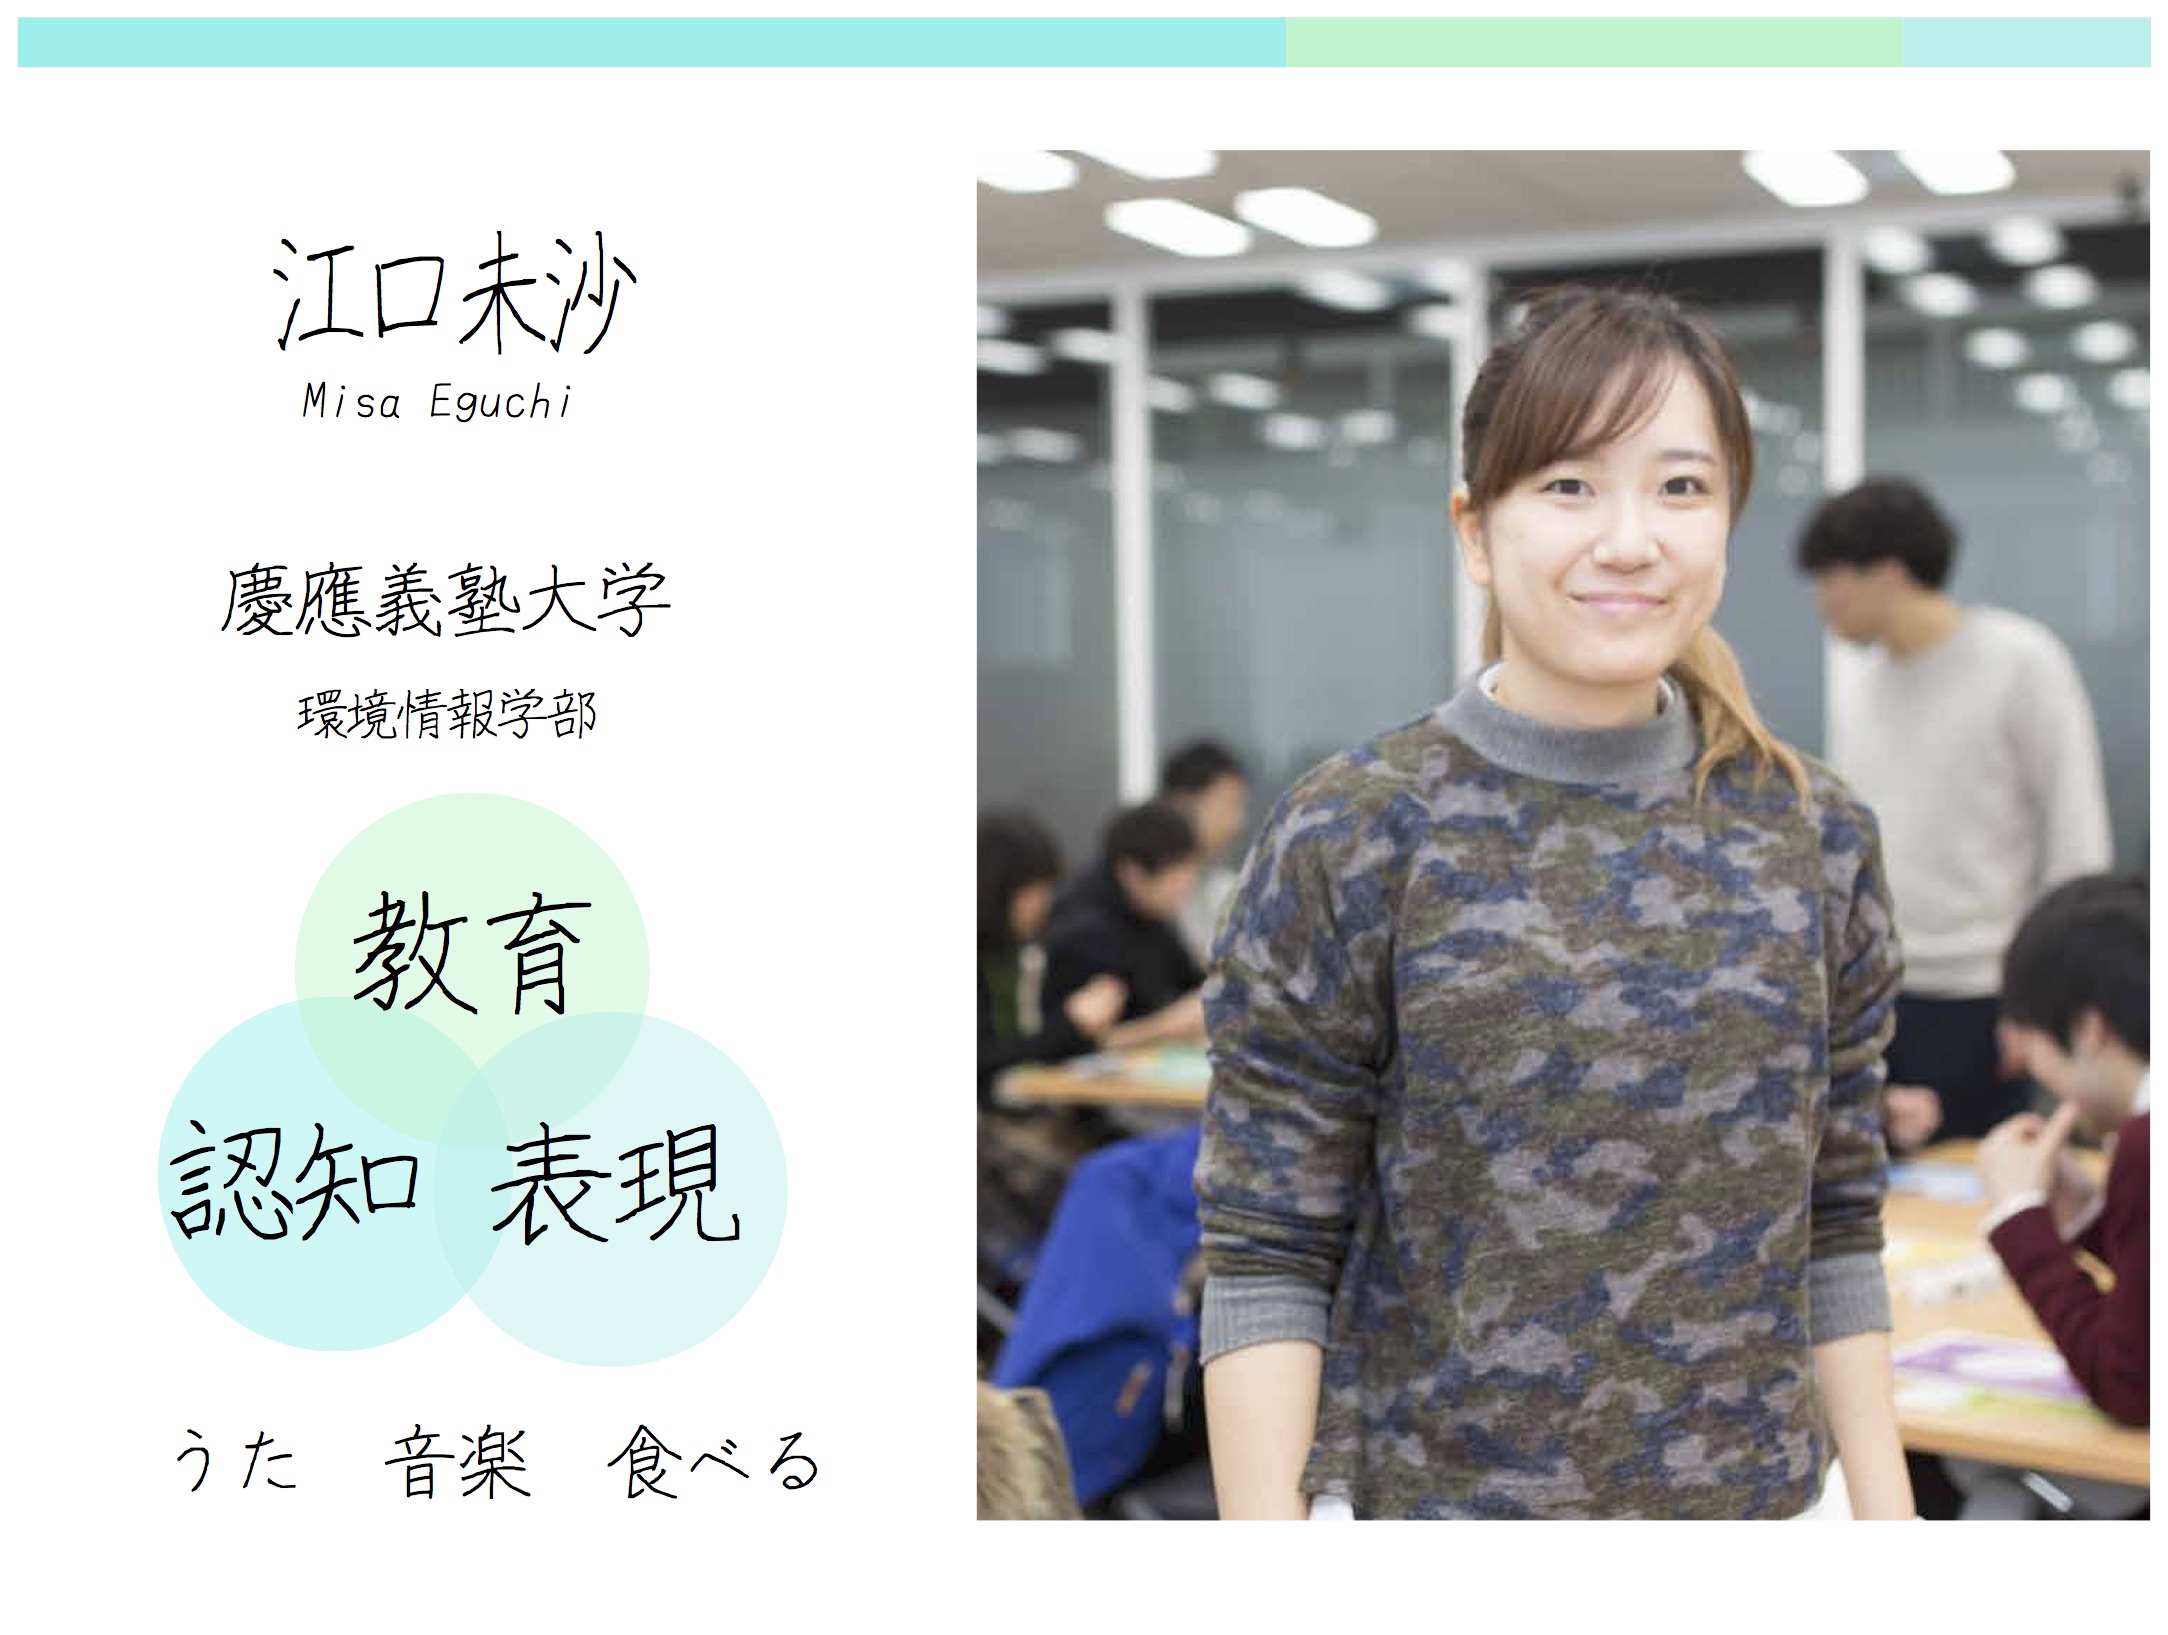 江口未沙
Misa Eguchi
慶應義塾大学
環境情報学部
教育
認知 表現
うた 音楽 食べる